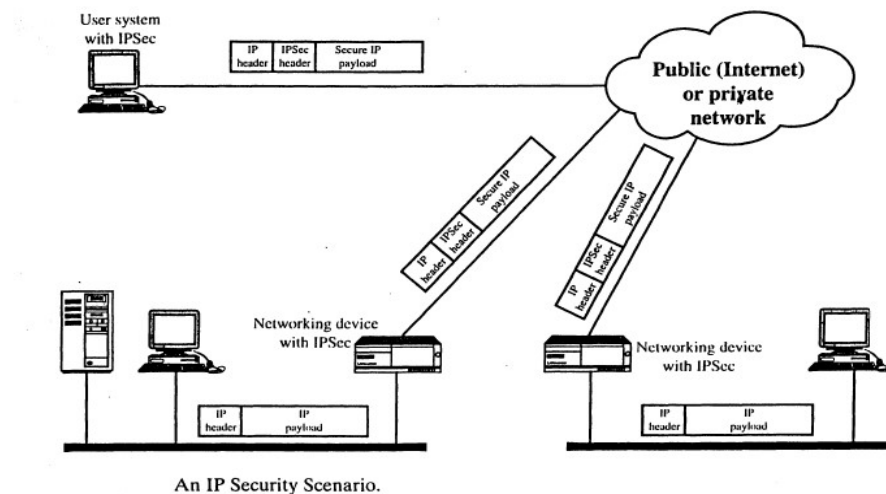 User system
with IPSec
IP
header
IPSec
header
Secure IP
payload
Public (Internet)
or private
network
IP
header
IPSec
header
Secure IP
payload
IP
header
IPSec
header
Secure IP
payload
Networking device
with IPSec
Networking device
with IPSec
IP
header
IP
payload
IP
header
IP
payload
An IP Security Scenario.